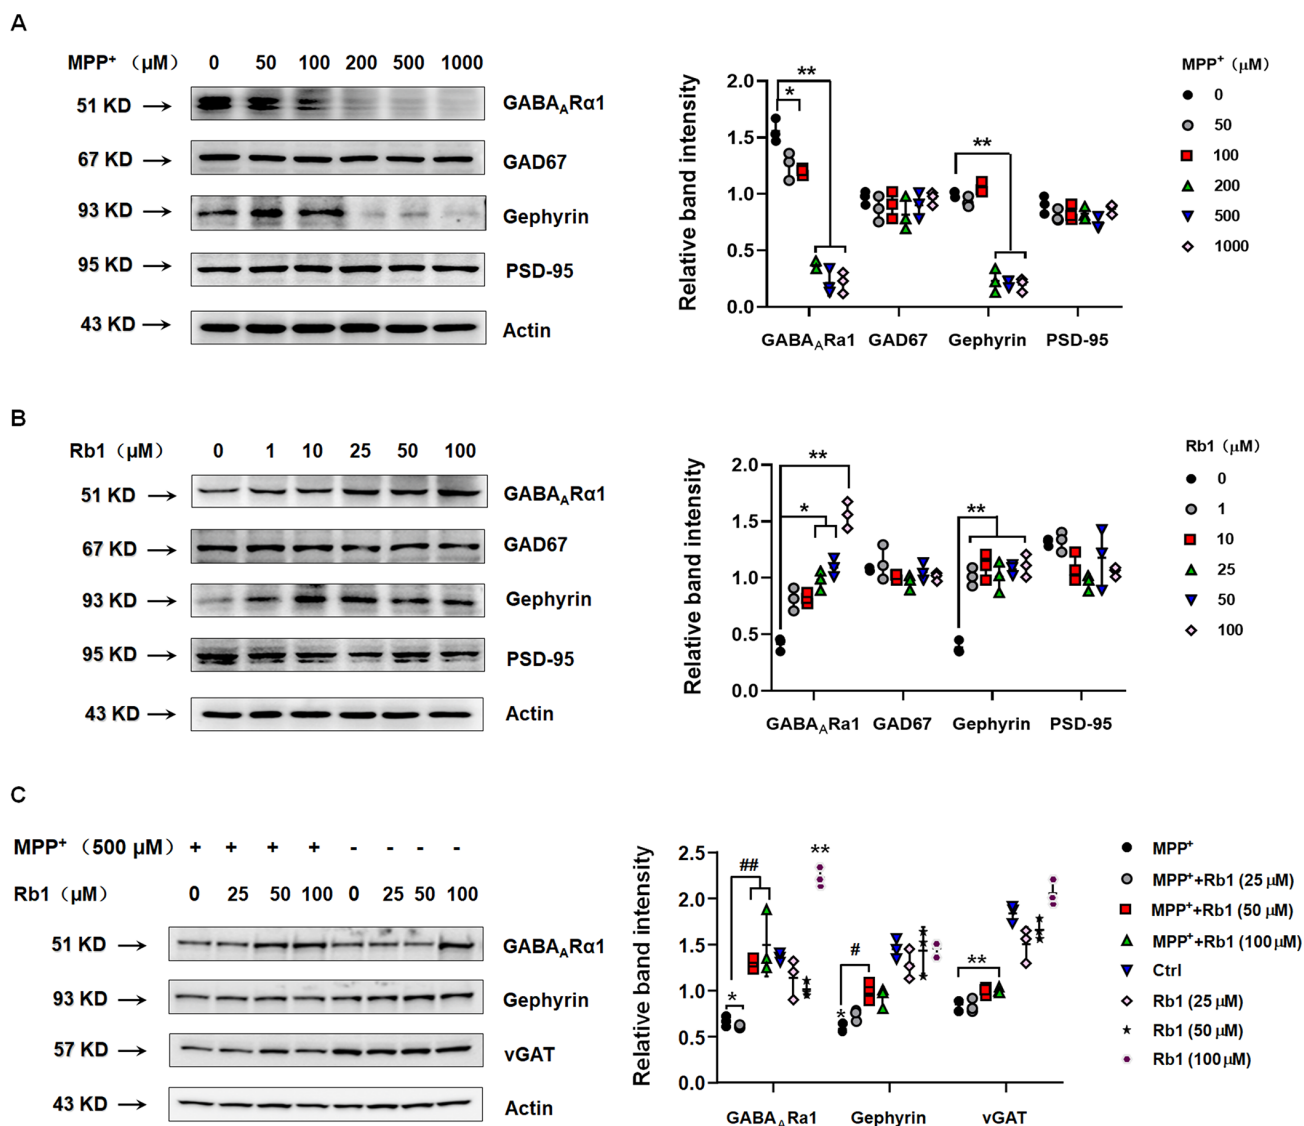 A
MPP⁺ (μM) 0 50 100 200 500 1000
51 KD → GABA_ARα1
67 KD → GAD67
93 KD → Gephyrin
95 KD → PSD-95
43 KD → Actin
Relative band intensity
2.0
1.5
1.0
0.5
0.0
** * **
GABA_ARa1 GAD67 Gephyrin PSD-95
MPP⁺ (μM)
0
50
100
200
500
1000
B
Rb1 (μM) 0 1 10 25 50 100
51 KD → GABA_ARα1
67 KD → GAD67
93 KD → Gephyrin
95 KD → PSD-95
43 KD → Actin
Relative band intensity
2.0
1.5
1.0
0.5
0.0
** * **
GABA_ARa1 GAD67 Gephyrin PSD-95
Rb1 (μM)
0
1
10
25
50
100
C
MPP⁺ (500 μM) + + + + - - - -
Rb1 (μM) 0 25 50 100 0 25 50 100
51 KD → GABA_ARα1
93 KD → Gephyrin
57 KD → vGAT
43 KD → Actin
Relative band intensity
2.5
2.0
1.5
1.0
0.5
0.0
** ## * # * **
GABA_ARa1 Gephyrin vGAT
MPP⁺
MPP⁺+Rb1 (25 μM)
MPP⁺+Rb1 (50 μM)
MPP⁺+Rb1 (100 μM)
Ctrl
Rb1 (25 μM)
Rb1 (50 μM)
Rb1 (100 μM)